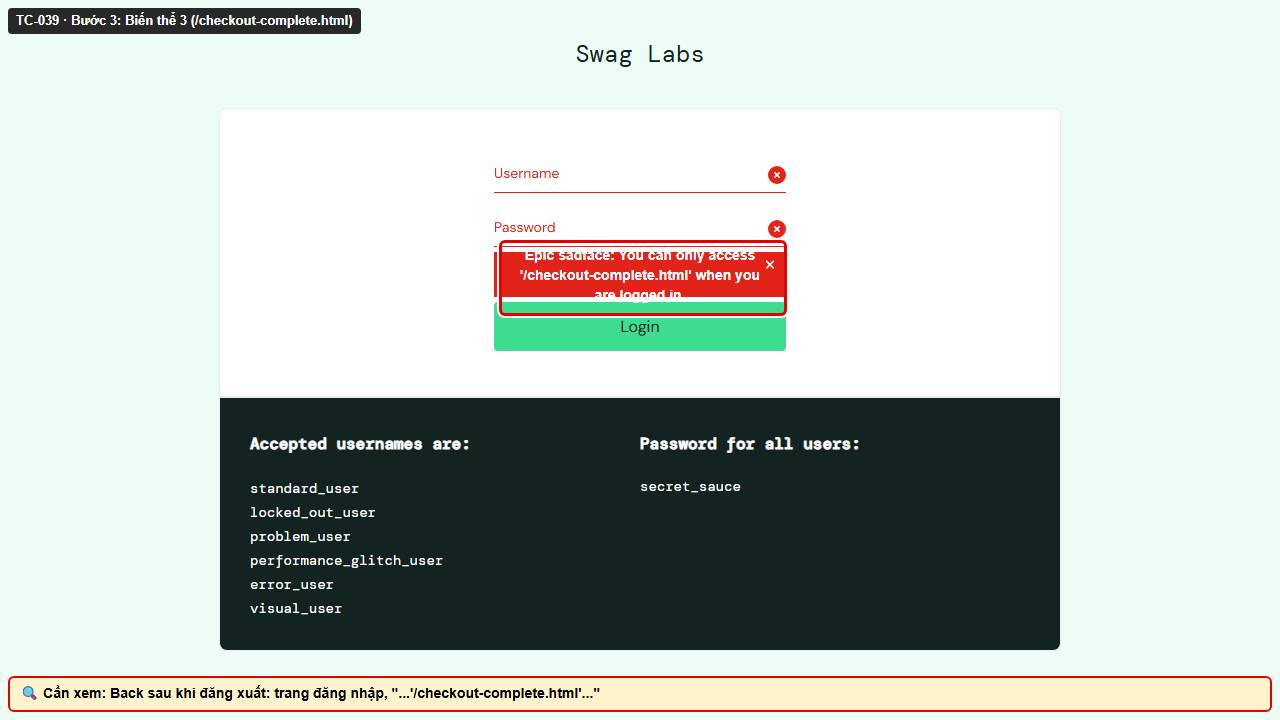 TC-039 · Bước 3: Biến thể 3 (/checkout-complete.html)
Swag Labs
Username
Password
Epic sadface: You can only access
'/checkout-complete.html' when you
are logged in.
Login
Accepted usernames are:
standard_user
locked_out_user
problem_user
performance_glitch_user
error_user
visual_user
Password for all users:
secret_sauce
🔍 Cần xem: Back sau khi đăng xuất: trang đăng nhập, "...'/checkout-complete.html'..."